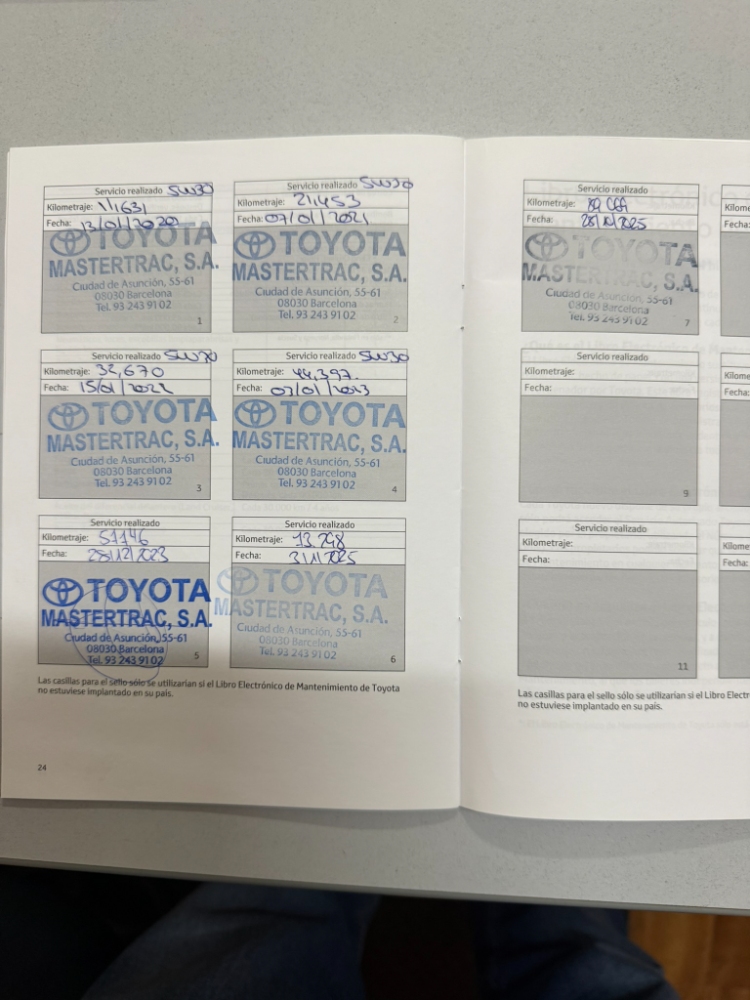 Servicio realizado SW30
Kilometraje: 11631
Fecha: 13/01/2020
TOYOTA
MASTERTRAC, S.A.
Ciudad de Asunción, 55-61
08030 Barcelona
Tel. 93 243 91 02
1
Servicio realizado SW30
Kilometraje: 21,453
Fecha: 07/01/2021
TOYOTA
MASTERTRAC, S.A.
Ciudad de Asunción, 55-61
08030 Barcelona
Tel. 93 243 91 02
2
Servicio realizado
Kilometraje: 32,670
Fecha: 15/01/2022
TOYOTA
MASTERTRAC, S.A.
Ciudad de Asunción, 55-61
08030 Barcelona
Tel. 93 243 91 02
3
Servicio realizado SW30
Kilometraje: 44,397.
Fecha: 03/01/2023
TOYOTA
MASTERTRAC, S.A.
Ciudad de Asunción, 55-61
08030 Barcelona
Tel. 93 243 91 02
4
Servicio realizado
Kilometraje: 51146
Fecha: 28/12/2023
TOYOTA
MASTERTRAC, S.A.
Ciudad de Asunción, 55-61
08030 Barcelona
Tel. 93 243 91 02
5
Servicio realizado
Kilometraje:
Fecha:
TOYOTA
MASTERTRAC, S.A.
Ciudad de Asunción, 55-61
08030 Barcelona
Tel. 93 243 91 02
6
Las casillas para el sello sólo se utilizarían si el Libro Electrónico de Mantenimiento de Toyota
no estuviese implantado en su país.
24
Servicio realizado
Kilometraje:
Fecha:
TOYOTA
MASTERTRAC, S.A.
Ciudad de Asunción, 55-61
08030 Barcelona
Tel. 93 243 91 02
7
Servicio realizado
Kilometraje:
Fecha:
9
Servicio realizado
Kilometraje:
Fecha:
11
Las casillas para el sello sólo se utilizarían si el Libro Electr
no estuviese implantado en su país.
Kilome
Fecha:
Kilome
Fecha:
Kilome
Fecha: